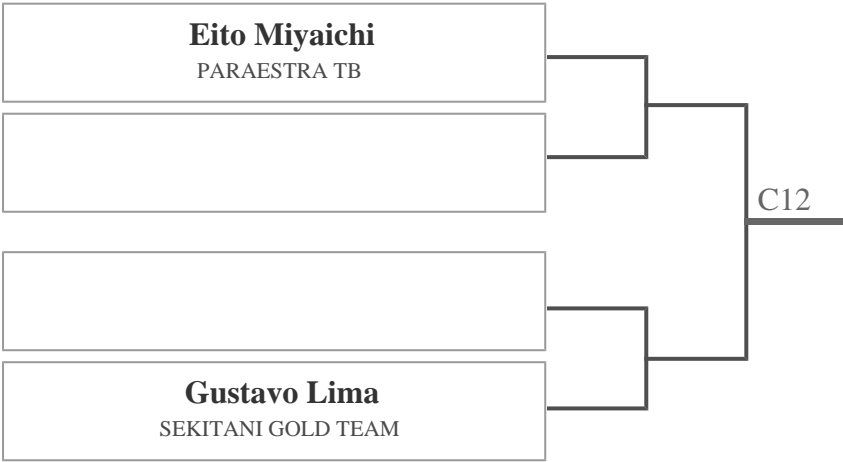 Eito Miyaichi
PARAESTRA TB
C12
Gustavo Lima
SEKITANI GOLD TEAM